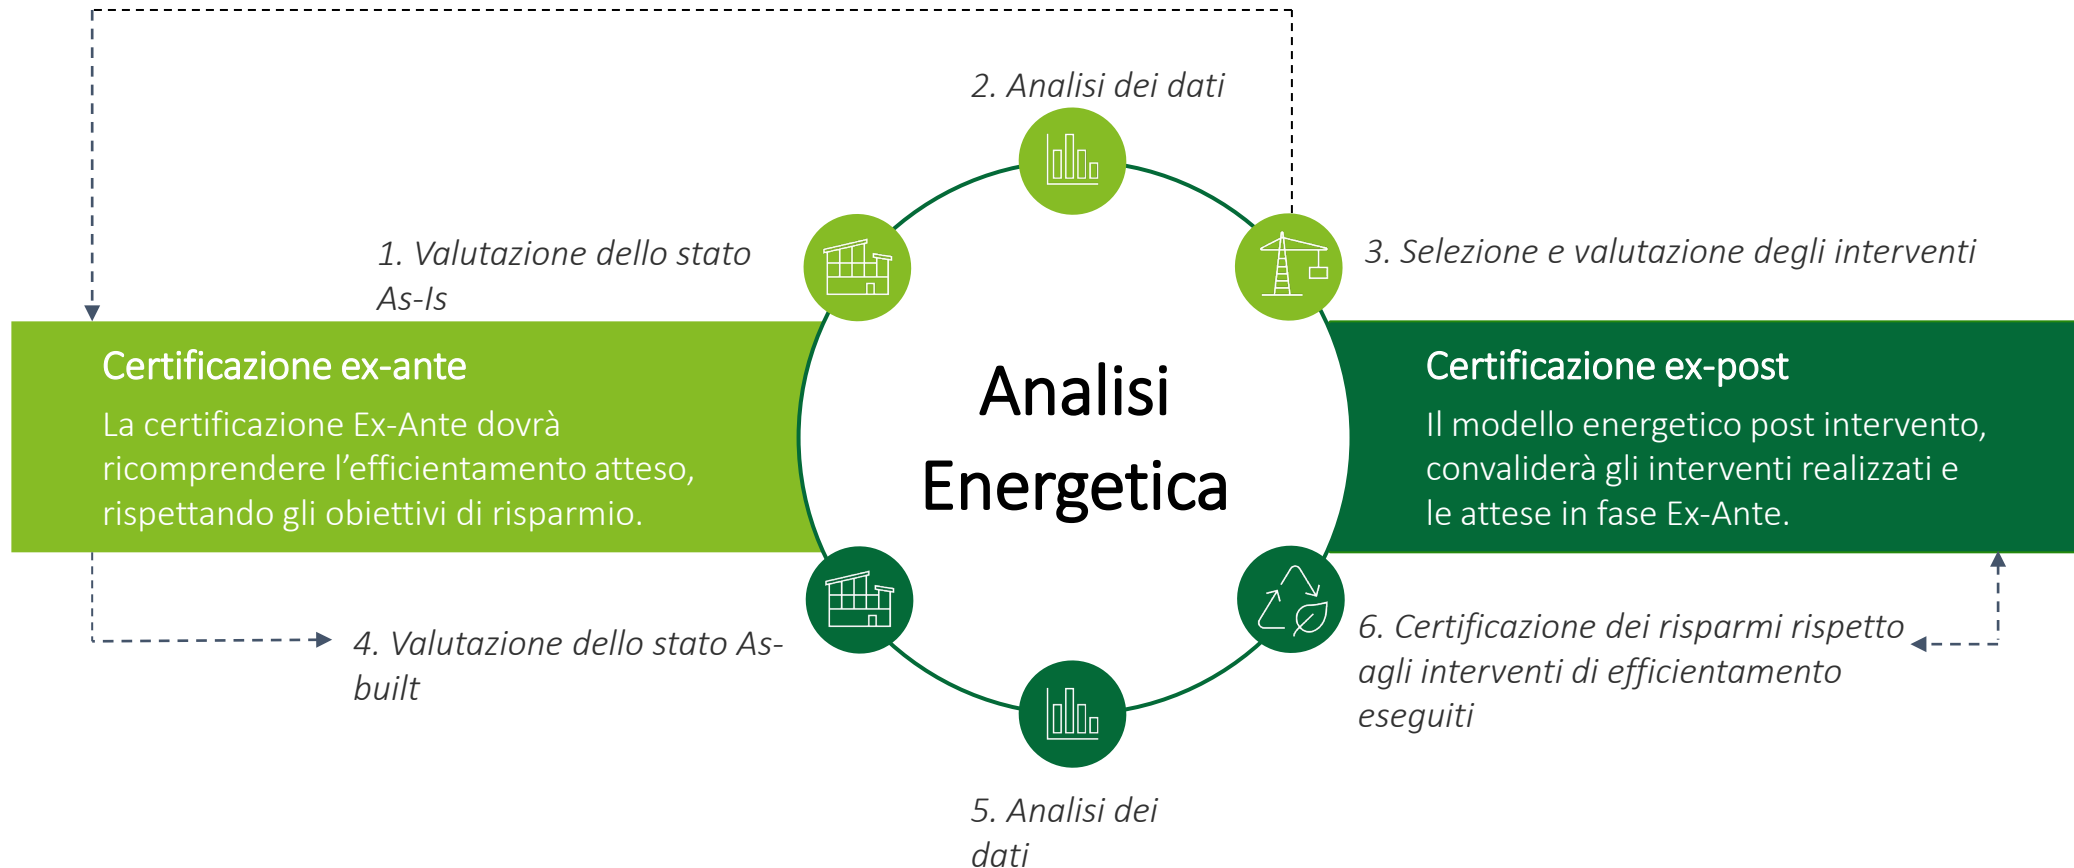 2. Analisi dei dati
1. Valutazione dello stato
As-Is
3. Selezione e valutazione degli interventi
Certificazione ex-ante
La certificazione Ex-Ante dovrà
ricomprendere l’efficientamento atteso,
rispettando gli obiettivi di risparmio.
Analisi
Energetica
Certificazione ex-post
Il modello energetico post intervento,
convaliderà gli interventi realizzati e
le attese in fase Ex-Ante.
4. Valutazione dello stato As-
built
6. Certificazione dei risparmi rispetto
agli interventi di efficientamento
eseguiti
5. Analisi dei
dati